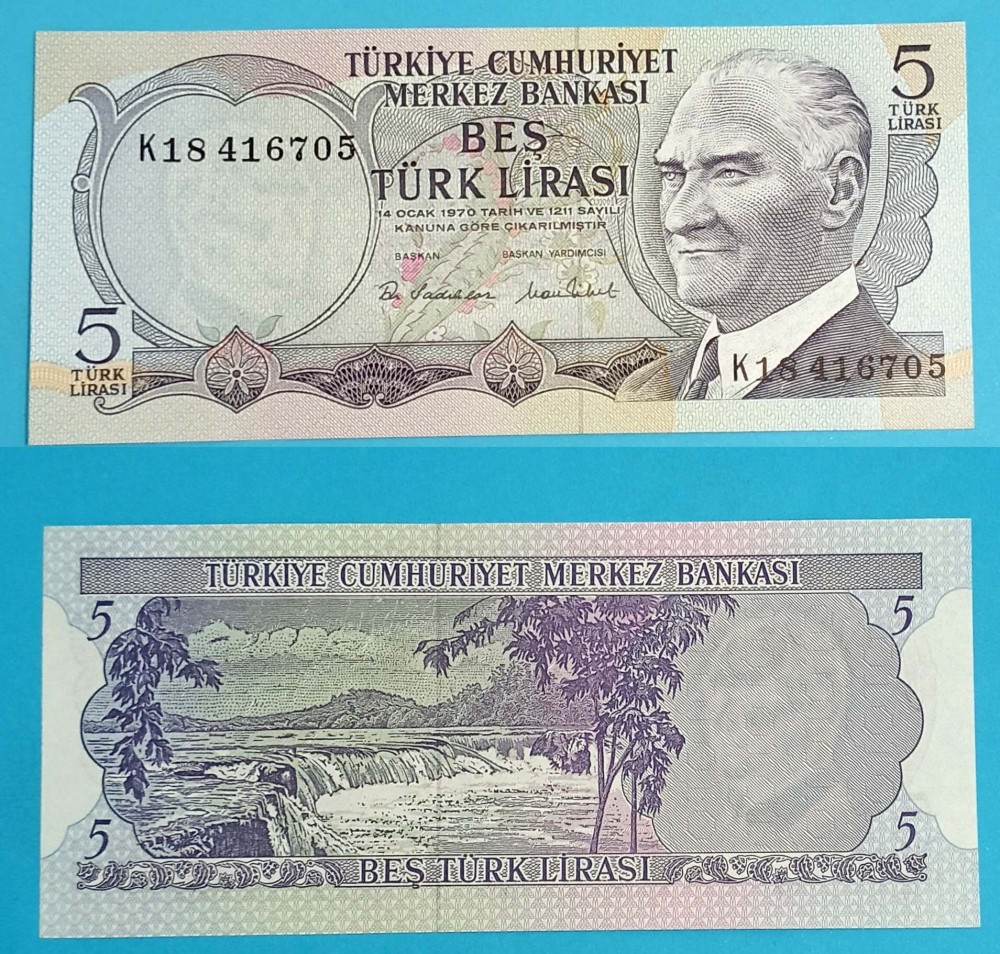 TÜRKİYE CUMHURİYET
MERKEZ BANKASI
5
TÜRK
LİRASI
K18 416705
BEŞ
TÜRK LİRASI
14 OCAK 1970 TARİH VE 1211 SAYILI
KANUNA GÖRE ÇIKARILMIŞTIR
BAŞKAN BAŞKAN YARDIMCISI
5
TÜRK
LİRASI
K18 416705
TÜRKİYE CUMHURİYET MERKEZ BANKASI
5 5
5 5
BEŞ TÜRK LİRASI